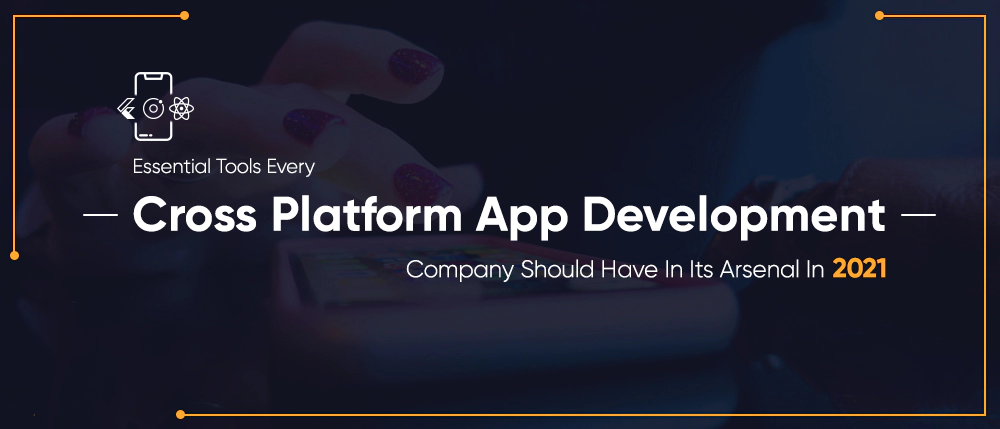 Essential Tools Every
Cross Platform App Development
Company Should Have In Its Arsenal In 2021